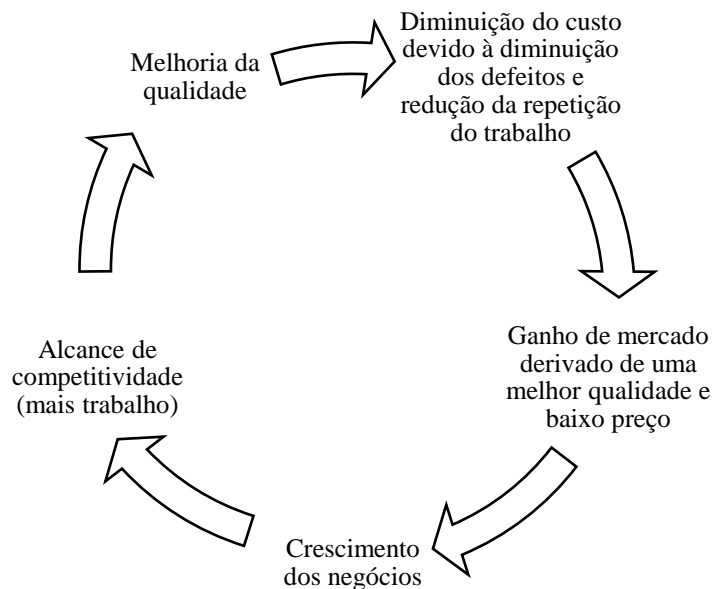 Melhoria da
qualidade
Diminuição do custo
devido à diminuição
dos defeitos e
redução da repetição
do trabalho
Ganho de mercado
derivado de uma
melhor qualidade e
baixo preço
Crescimento
dos negócios
Alcance de
competitividade
(mais trabalho)